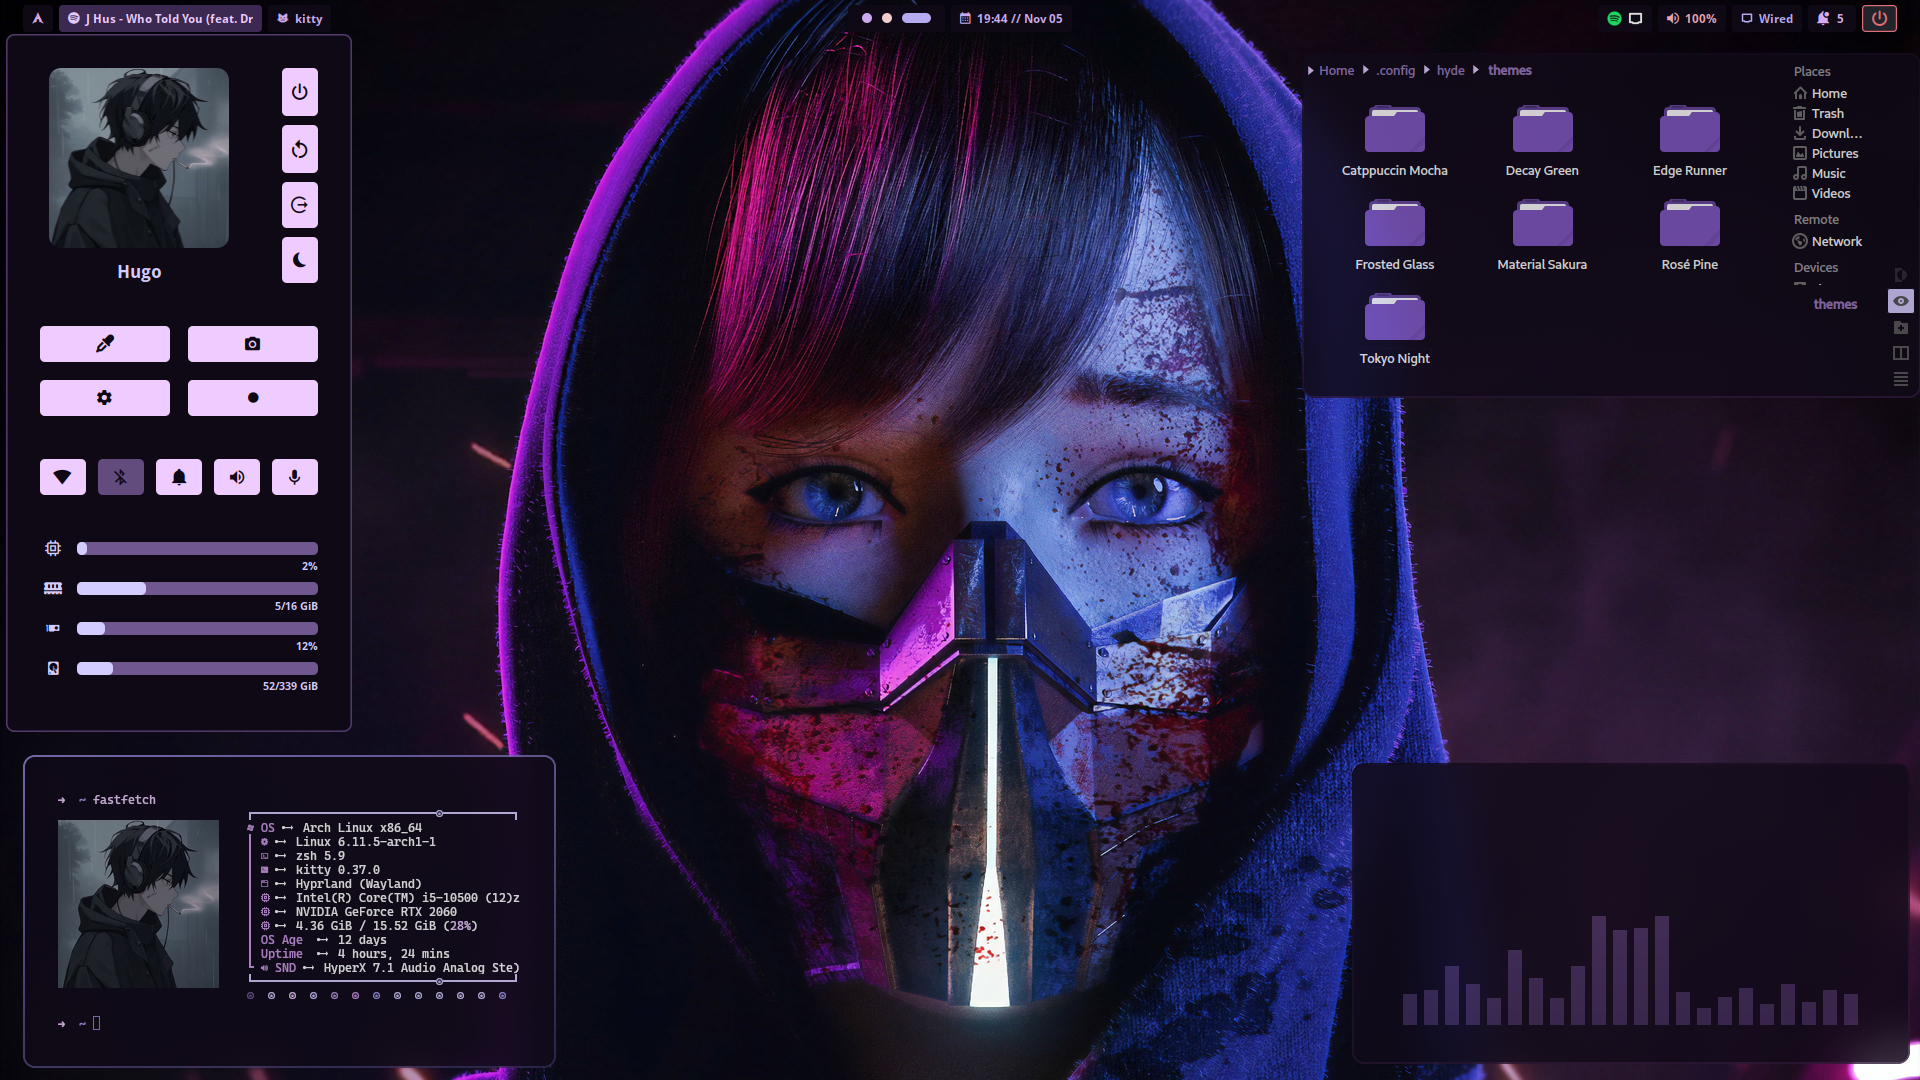 J Hus - Who Told You (feat. Dr
kitty
19:44 // Nov 05
100%
Wired
5
Hugo
2%
5/16 GiB
12%
52/339 GiB
Home
.config
hyde
themes
Catppuccin Mocha
Decay Green
Edge Runner
Frosted Glass
Material Sakura
Rosé Pine
Tokyo Night
Places
Home
Trash
Downl...
Pictures
Music
Videos
Remote
Network
Devices
themes
➜ ~ fastfetch
OS Arch Linux x86_64
Linux 6.11.5-arch1-1
zsh 5.9
kitty 0.37.0
Hyprland (Wayland)
Intel(R) Core(TM) i5-10500 (12)z
NVIDIA GeForce RTX 2060
4.36 GiB / 15.52 GiB (28%)
OS Age 12 days
Uptime 4 hours, 24 mins
SND HyperX 7.1 Audio Analog Ste)
➜ ~